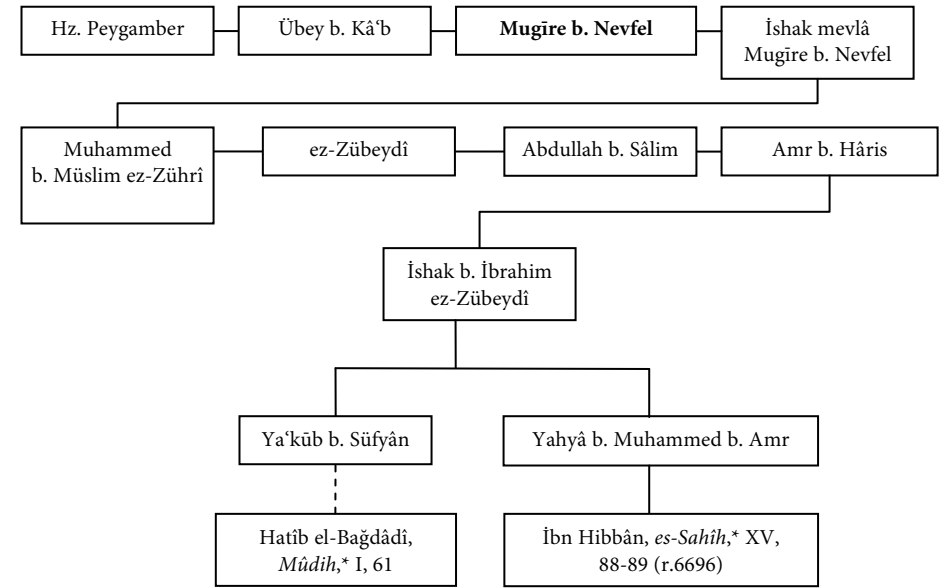 Hz. Peygamber
Übey b. Kâ‘b
Mugīre b. Nevfel
İshak mevlâ
Mugīre b. Nevfel
Muhammed
b. Müslim ez-Zührî
ez-Zübeydî
Abdullah b. Sâlim
Amr b. Hâris
İshak b. İbrahim
ez-Zübeydî
Ya‘kūb b. Süfyân
Yahyâ b. Muhammed b. Amr
Hatîb el-Bağdâdî,
Mûdih,* I, 61
İbn Hibbân, es-Sahîh,* XV,
88-89 (r.6696)